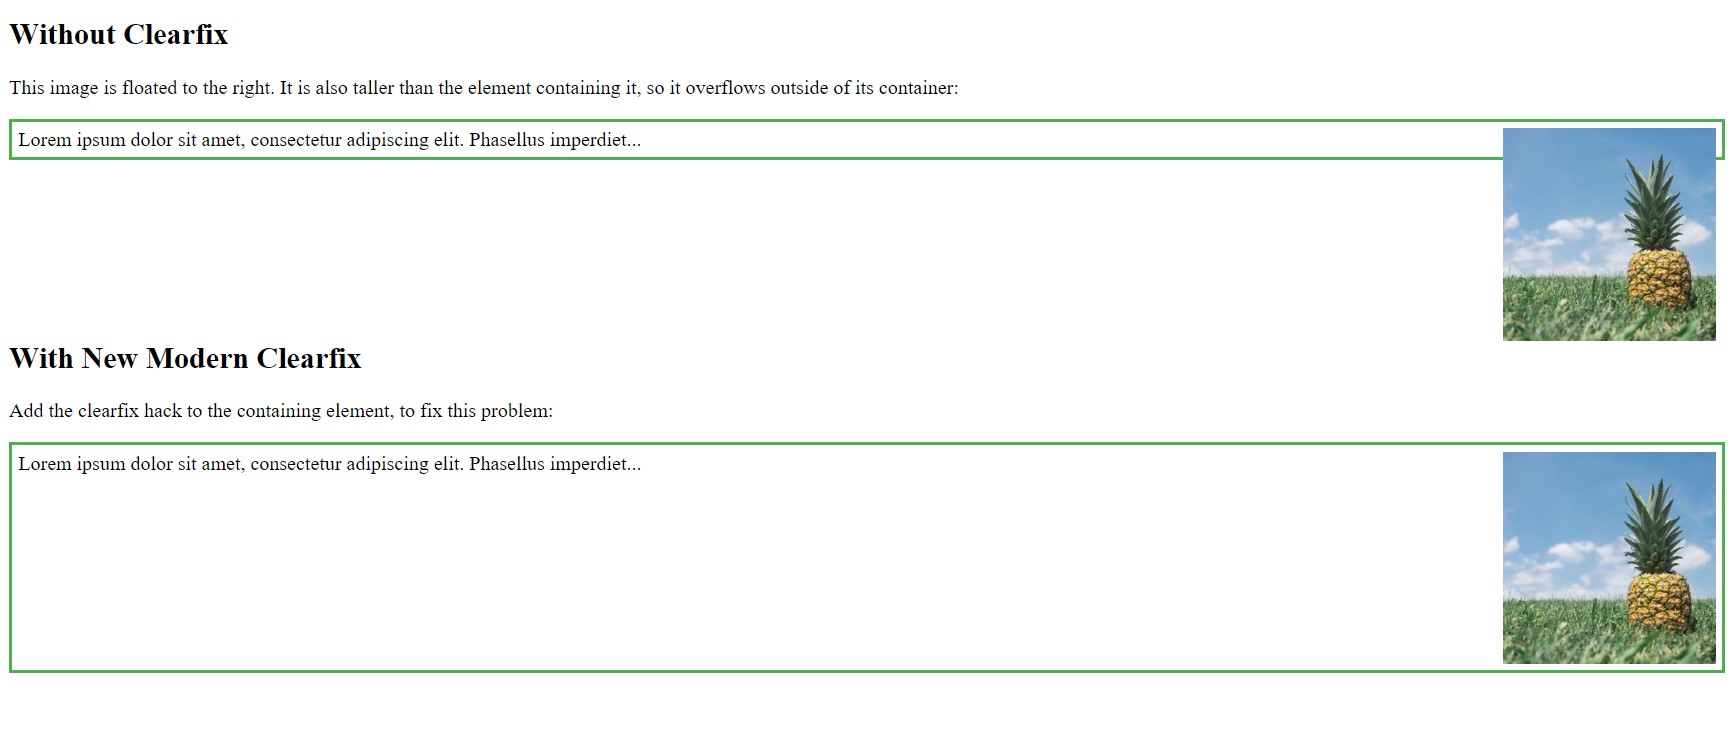 Without Clearfix
This image is floated to the right. It is also taller than the element containing it, so it overflows outside of its container:
Lorem ipsum dolor sit amet, consectetur adipiscing elit. Phasellus imperdiet...
With New Modern Clearfix
Add the clearfix hack to the containing element, to fix this problem:
Lorem ipsum dolor sit amet, consectetur adipiscing elit. Phasellus imperdiet...